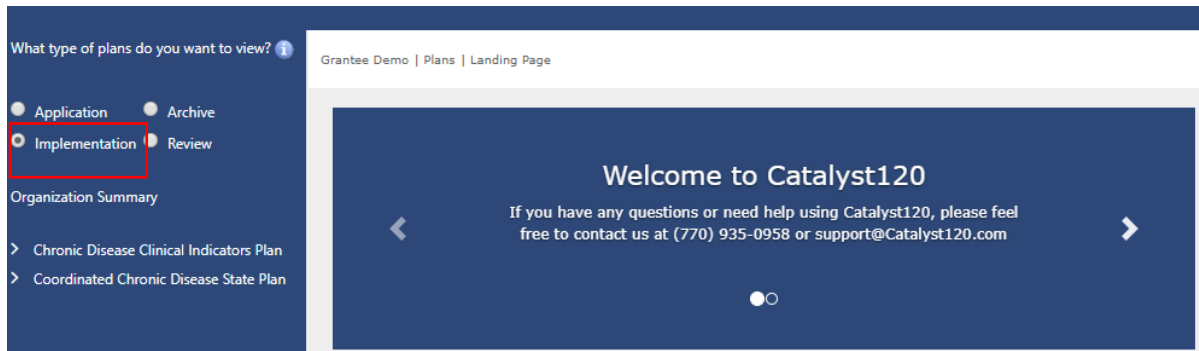 What type of plans do you want to view?
Grantee Demo | Plans | Landing Page
Application Archive
Implementation Review
Organization Summary
Chronic Disease Clinical Indicators Plan
Coordinated Chronic Disease State Plan
Welcome to Catalyst120
If you have any questions or need help using Catalyst120, please feel
free to contact us at (770) 935-0958 or support@Catalyst120.com